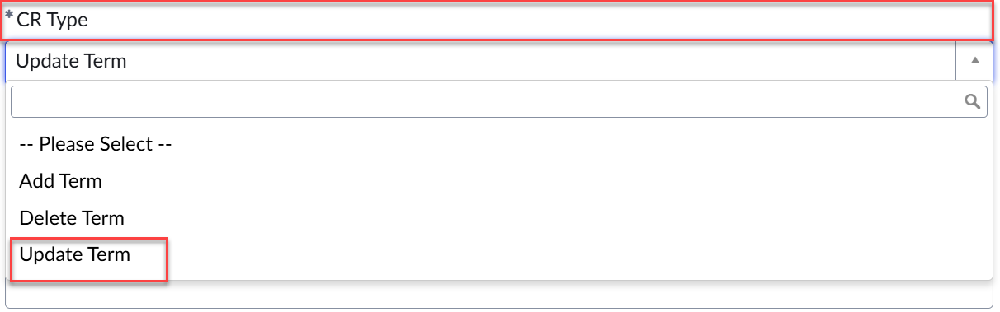 * CR Type
Update Term
-- Please Select --
Add Term
Delete Term
Update Term